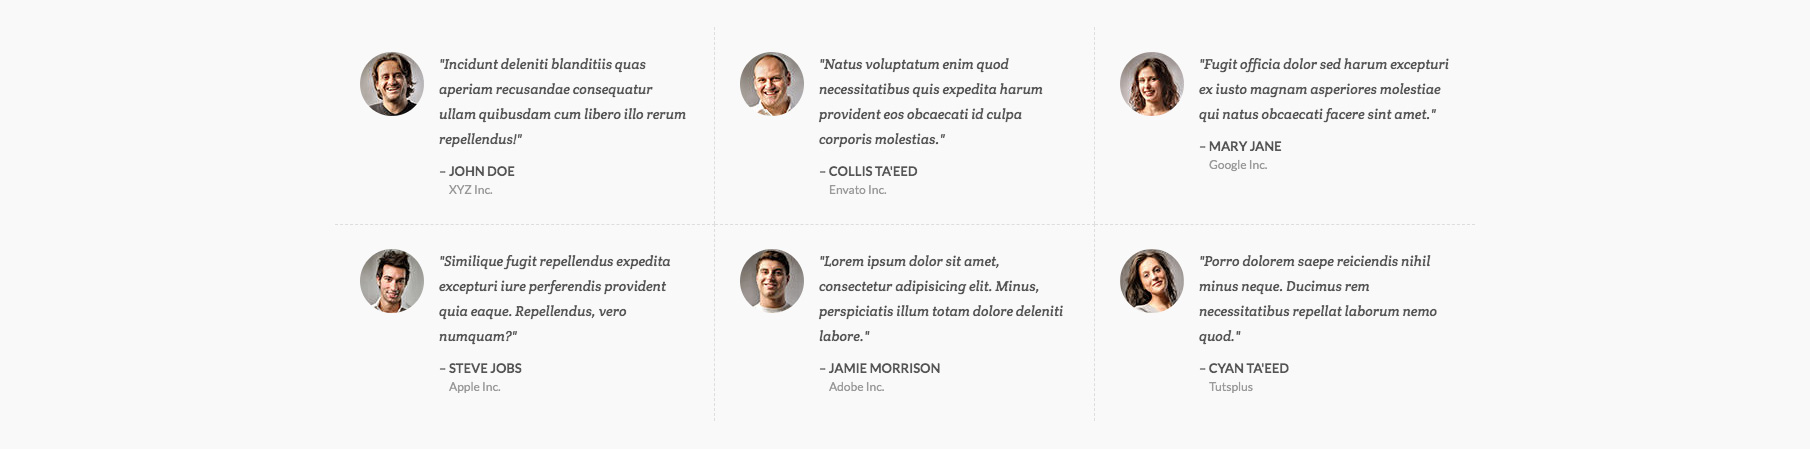 "Incidunt deleniti blanditiis quas
aperiam recusandae consequatur
ullam quibusdam cum libero illo rerum
repellendus!"
– JOHN DOE
XYZ Inc.
"Natus voluptatum enim quod
necessitatibus quis expedita harum
provident eos obcaecati id culpa
corporis molestias."
– COLLIS TA'EED
Envato Inc.
"Fugit officia dolor sed harum excepturi
ex iusto magnam asperiores molestiae
qui natus obcaecati facere sint amet."
– MARY JANE
Google Inc.
"Similique fugit repellendus expedita
excepturi iure perferendis provident
quia eaque. Repellendus, vero
numquam?"
– STEVE JOBS
Apple Inc.
"Lorem ipsum dolor sit amet,
consectetur adipisicing elit. Minus,
perspiciatis illum totam dolore deleniti
labore."
– JAMIE MORRISON
Adobe Inc.
"Porro dolorem saepe reiciendis nihil
minus neque. Ducimus rem
necessitatibus repellat laborum nemo
quod."
– CYAN TA'EED
Tutsplus